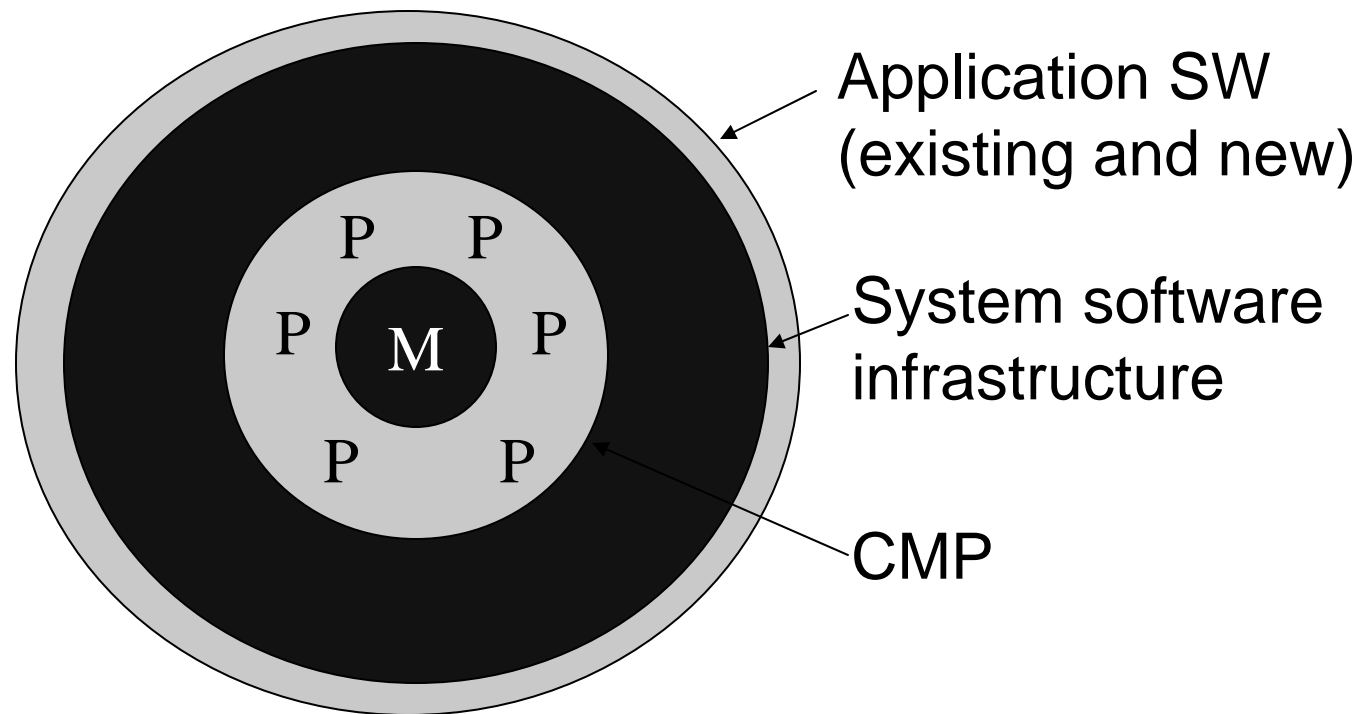 Application SW
(existing and new)
P P
System software
P M P
infrastructure
P P
CMP